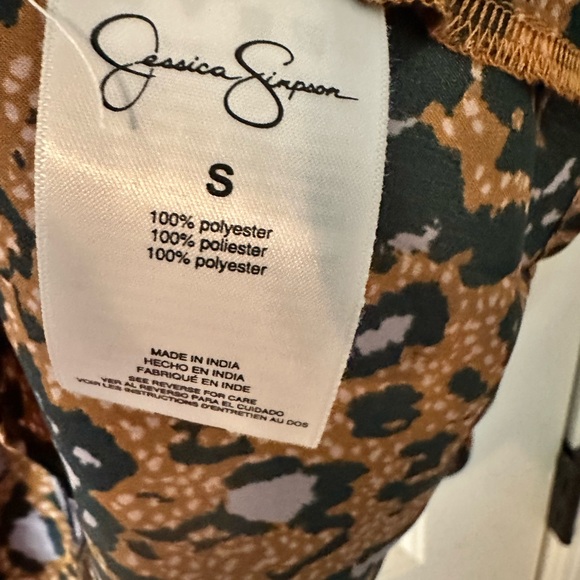 Jessica Simpson
S
100% polyester
100% poliester
100% polyester
MADE IN INDIA
HECHO EN INDIA
FABRIQUÉ EN INDE
SEE REVERSE FOR CARE
VER AL REVERSO PARA EL CUIDADO
VOIR LES INSTRUCTIONS D'ENTRETIEN AU DOS